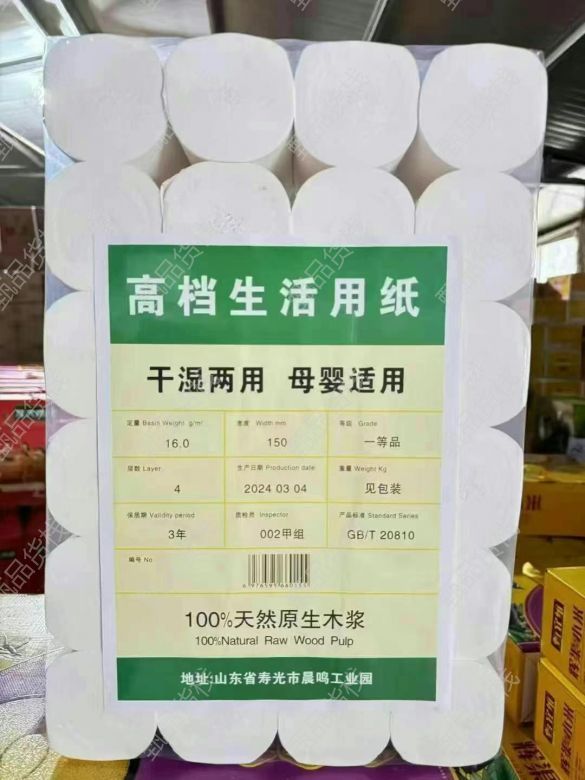 高档生活用纸
干湿两用 母婴适用
定量 Basis Weight g/㎡ 宽度 Width mm 等级 Grade
16.0 150 一等品
层数 Layer 生产日期 Production date 重量 Weight Kg
4 2024 03 04 见包装
保质期 Validity period 质检员 Inspector 产品标准 Standard Series
3年 002甲组 GB/T 20810
编号 No
100%天然原生木浆
100%Natural Raw Wood Pulp
地址:山东省寿光市晨鸣工业园